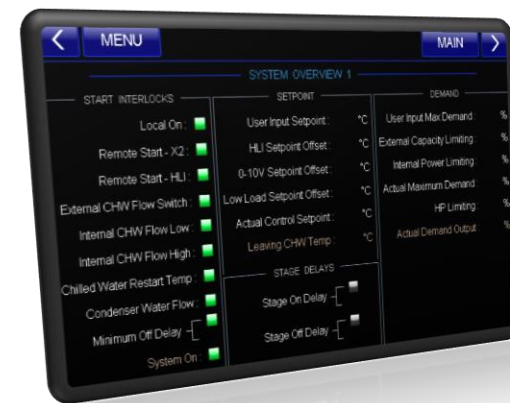 < MENU
MAIN >
SYSTEM OVERVIEW 1
START INTERLOCKS
Local On :
Remote Start - X2 :
Remote Start - HLI :
External CHW Flow Switch :
Internal CHW Flow Low :
Internal CHW Flow High :
Chilled Water Restart Temp :
Condenser Water Flow :
Minimum Off Delay -
System On :
SETPOINT
User Input Setpoint : °C
HLI Setpoint Offset : °C
0-10V Setpoint Offset : °C
Low Load Setpoint Offset : °C
Actual Control Setpoint : °C
Leaving CHW Temp : °C
STAGE DELAYS
Stage On Delay -
Stage Off Delay -
DEMAND
User Input Max Demand : %
External Capacity Limiting : %
Internal Power Limiting : %
Actual Maximum Demand : %
HP Limiting : %
Actual Demand Output : %